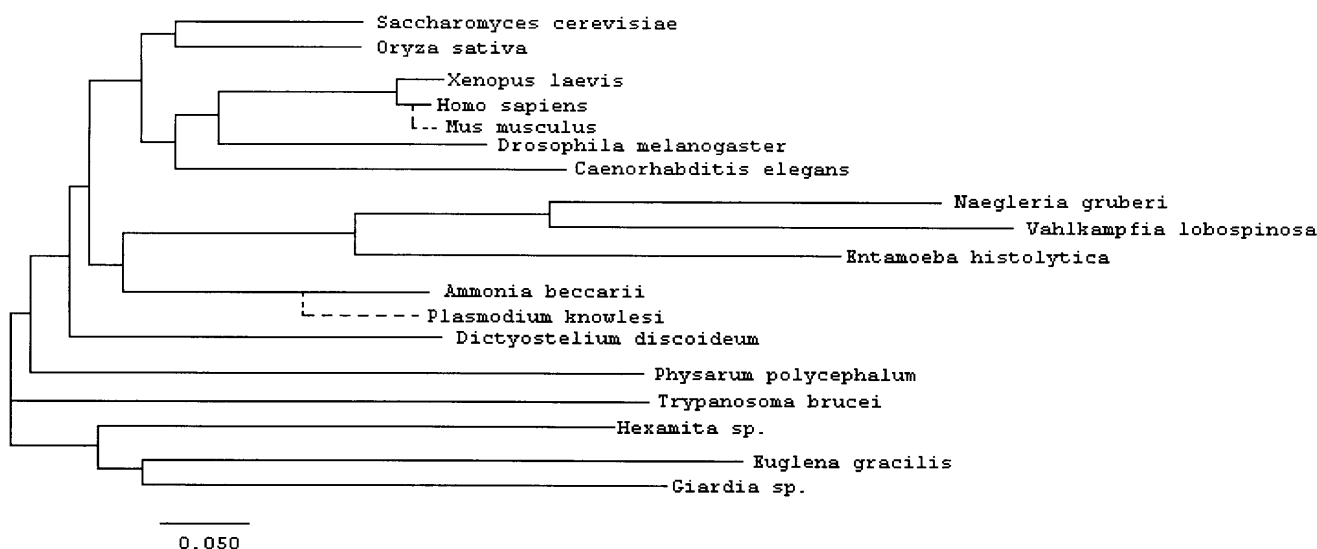 Saccharomyces cerevisiae
Oryza sativa
Xenopus laevis
Homo sapiens
Mus musculus
Drosophila melanogaster
Caenorhabditis elegans
Naegleria gruberi
Vahlkampfia lobospinosa
Entamoeba histolytica
Ammonia beccarii
Plasmodium knowlesi
Dictyostelium discoideum
Physarum polycephalum
Trypanosoma brucei
Hexamita sp.
Euglena gracilis
Giardia sp.
0.050